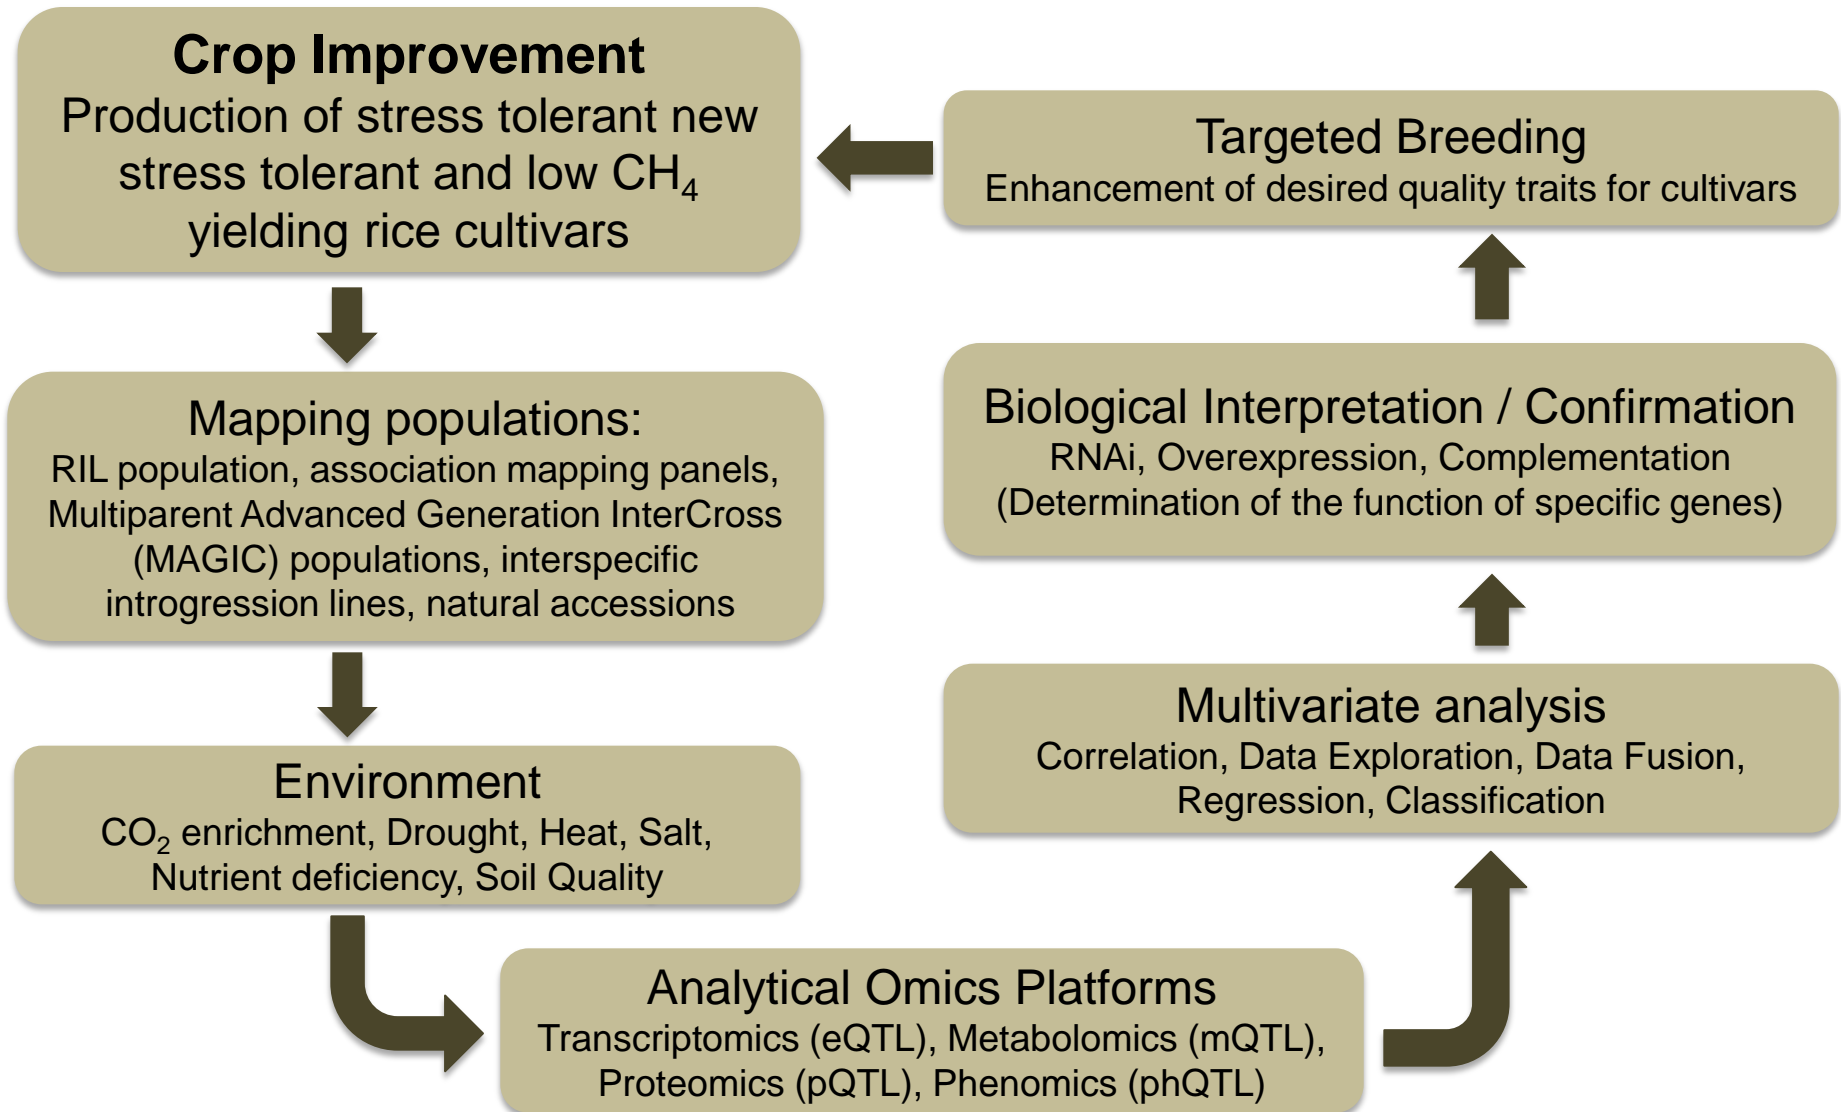 Crop Improvement
Production of stress tolerant new
stress tolerant and low CH₄
yielding rice cultivars
Mapping populations:
RIL population, association mapping panels,
Multiparent Advanced Generation InterCross
(MAGIC) populations, interspecific
introgression lines, natural accessions
Environment
CO₂ enrichment, Drought, Heat, Salt,
Nutrient deficiency, Soil Quality
Analytical Omics Platforms
Transcriptomics (eQTL), Metabolomics (mQTL),
Proteomics (pQTL), Phenomics (phQTL)
Multivariate analysis
Correlation, Data Exploration, Data Fusion,
Regression, Classification
Biological Interpretation / Confirmation
RNAi, Overexpression, Complementation
(Determination of the function of specific genes)
Targeted Breeding
Enhancement of desired quality traits for cultivars